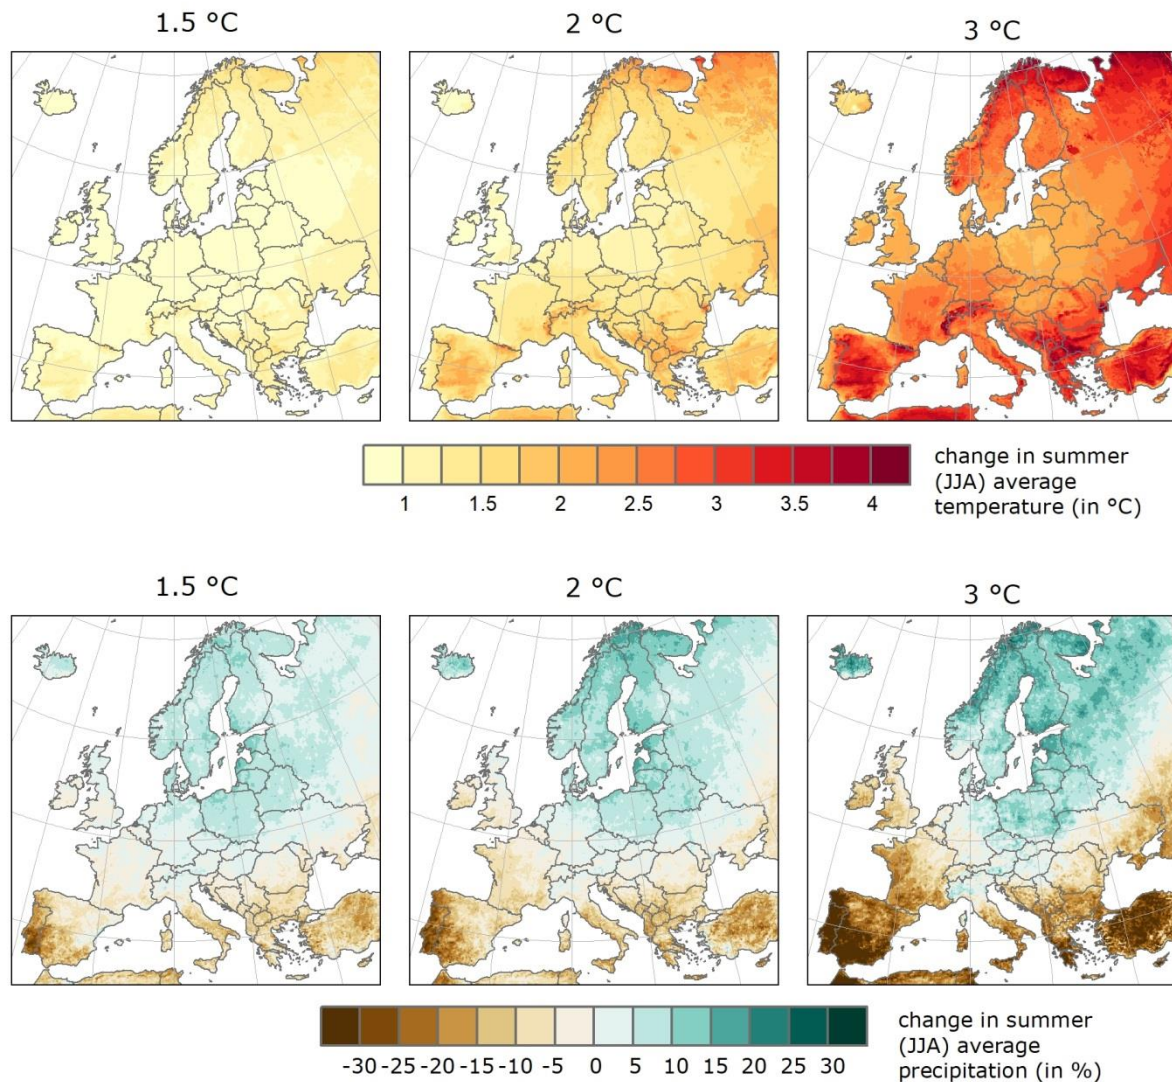 1.5 °C 2 °C 3 °C
1 1.5 2 2.5 3 3.5 4
change in summer
(JJA) average
temperature (in °C)
1.5 °C 2 °C 3 °C
-30 -25 -20 -15 -10 -5 0 5 10 15 20 25 30
change in summer
(JJA) average
precipitation (in %)